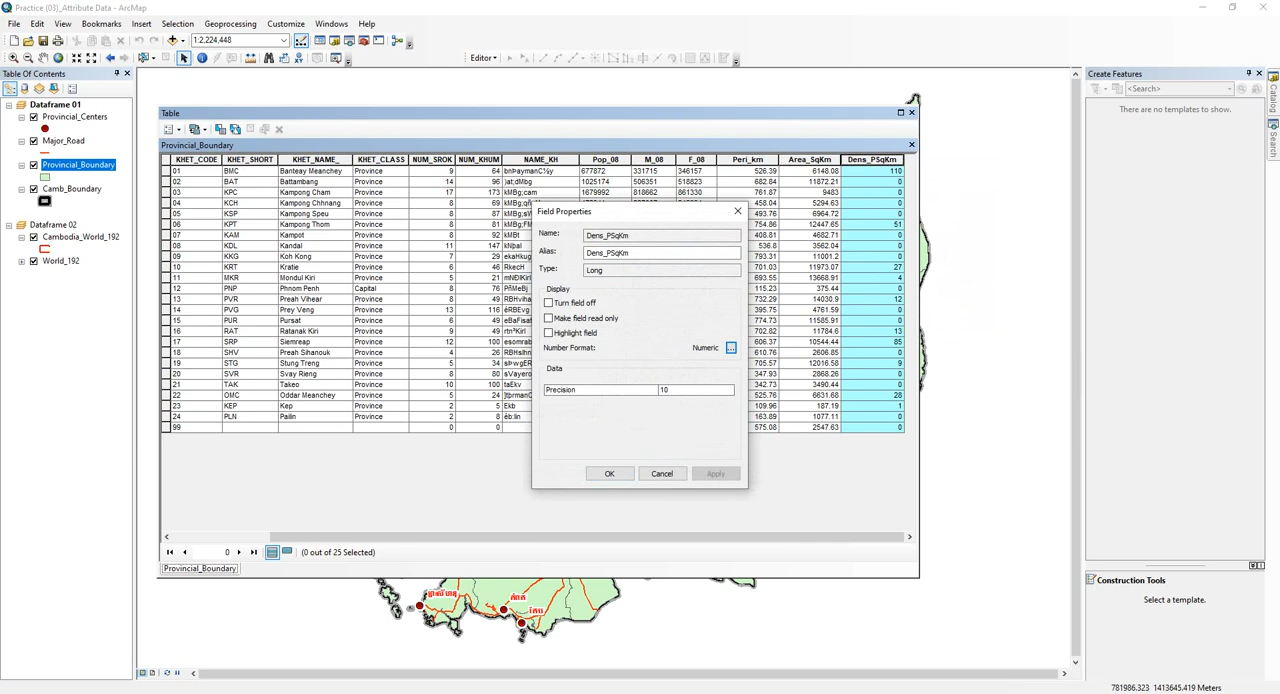 Practice (03)_Attribute Data - ArcMap
File Edit View Bookmarks Insert Selection Geoprocessing Customize Windows Help
1:2,224,448
Editor
Table Of Contents
Create Features
<Search>
There are no templates to show.
Catalog
Search
Dataframe 01
Provincial_Centers
Major_Road
Provincial_Boundary
Camb_Boundary
Dataframe 02
Cambodia_World_192
World_192
Table
Provincial_Boundary
KHET_CODE KHET_SHORT KHET_NAME_ KHET_CLASS NUM_SROK NUM_KHUM NAME_KH Pop_08 M_08 F_08 Peri_km Area_SqKm Dens_PSqKm
01 BMC Banteay Meanchey Province 9 64 677872 331715 346157 526.39 6148.08 110
02 BAT Battambang Province 14 96 )at;dMbg 1025174 506351 518823 682.84 11872.21 0
03 KPC Kampong Cham Province 17 173 kMBg;cam 1679992 818662 861330 761.87 9483 0
04 KCH Kampong Chhnang Province 8 69 458.04 5294.63 0
05 KSP Kampong Speu Province 8 87 493.76 6964.72 0
06 KPT Kampong Thom Province 8 81 754.86 12447.65 51
07 KAM Kampot Province 8 92 kMBt 408.81 4682.71 0
08 KDL Kandal Province 11 147 kNþal 536.8 3562.04 0
09 KKG Koh Kong Province 7 29 793.31 11001.2 0
10 KRT Kratie Province 6 46 RkecH 701.03 11973.07 27
11 MKR Mondul Kiri Province 5 21 693.55 13668.91 4
12 PNP Phnom Penh Capital 8 76 115.23 375.44 0
13 PVR Preah Vihear Province 8 49 732.29 14030.9 12
14 PVG Prey Veng Province 13 116 395.75 4761.59 0
15 PUR Pursat Province 6 49 774.73 11585.91 0
16 RAT Ratanak Kiri Province 9 49 702.82 11784.6 13
17 SRP Siemreap Province 12 100 606.37 10544.44 85
18 SHV Preah Sihanouk Province 4 26 610.76 2606.85 0
19 STG Stung Treng Province 5 34 705.25 12016.58 9
20 SVR Svay Rieng Province 8 80 347.93 2868.26 0
21 TAK Takeo Province 10 100 taEkv 342.73 3490.44 0
22 OMC Oddar Meanchey Province 5 24 525.76 6631.68 28
23 KEP Kep Province 2 5 Ekb 109.96 187.19 1
24 PLN Pailin Province 2 8 163.89 1077.11 0
99 0 0 575.08 2547.63 0
Field Properties
Name: Dens_PSqKm
Alias: Dens_PSqKm
Type: Long
Display
Turn field off
Make field read only
Highlight field
Number Format: Numeric ...
Data
Precision 10
OK Cancel Apply
0 (0 out of 25 Selected)
Provincial_Boundary
កំពត
កែប
Construction Tools
Select a template.
781986.323 1413645.419 Meters